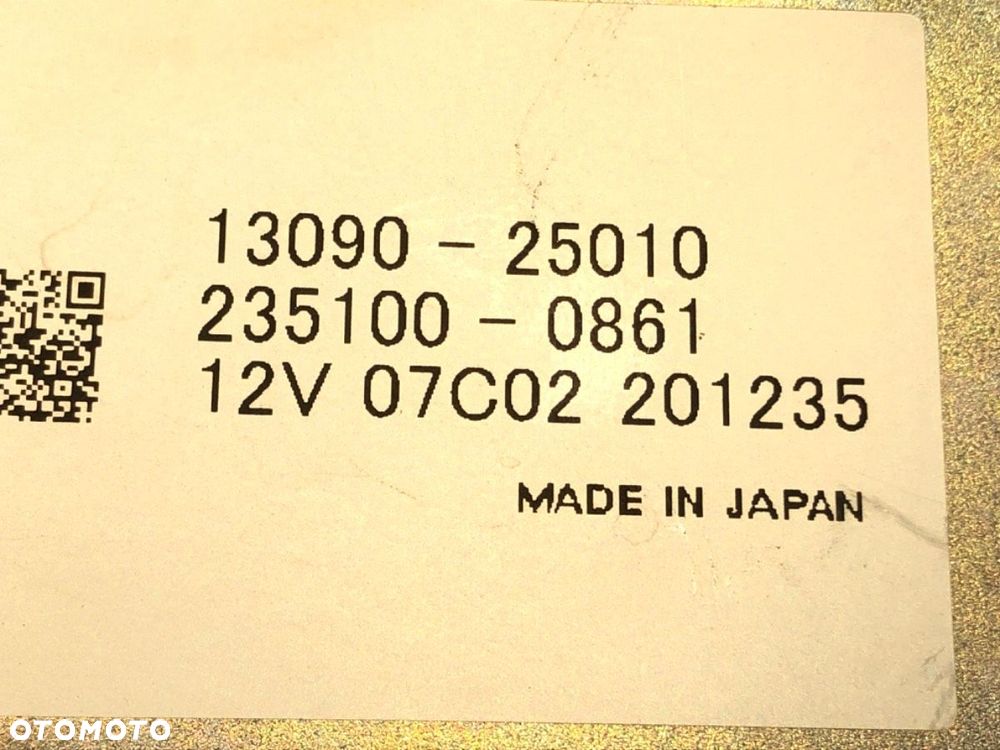 13090 - 25010
235100 - 0861
12V 07C02 201235
MADE IN JAPAN
OTOMOTO